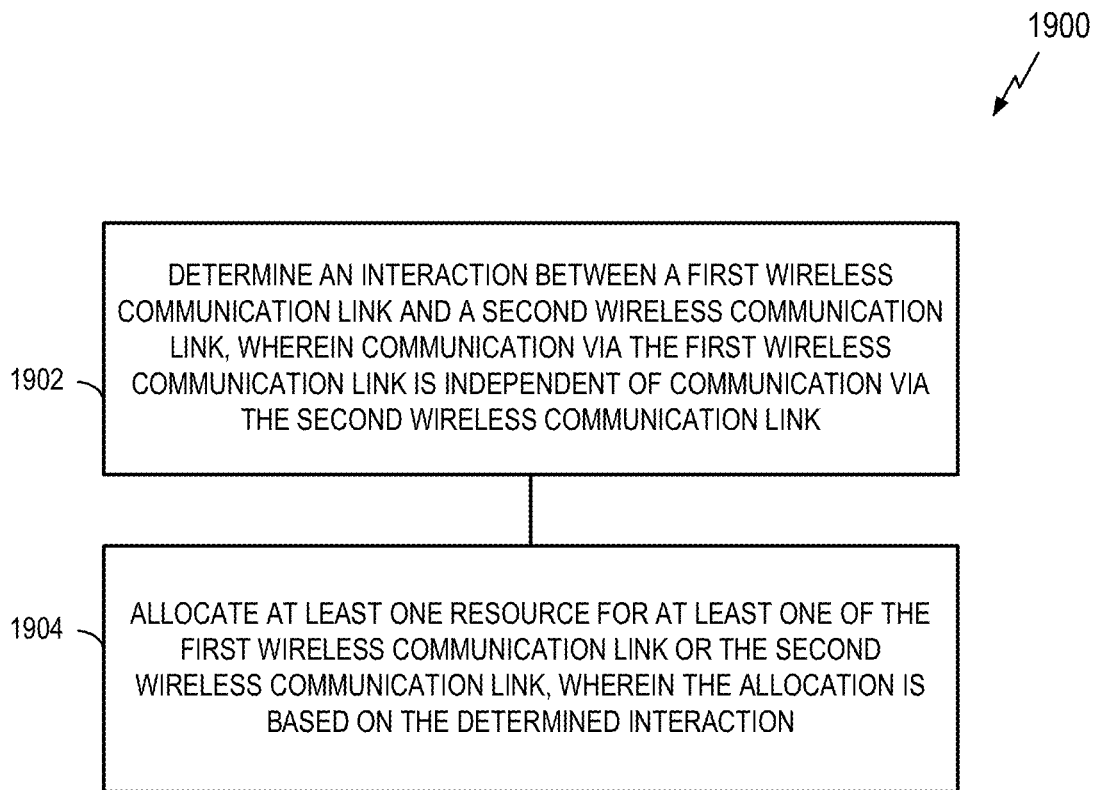 1900
DETERMINE AN INTERACTION BETWEEN A FIRST WIRELESS
COMMUNICATION LINK AND A SECOND WIRELESS COMMUNICATION
LINK, WHEREIN COMMUNICATION VIA THE FIRST WIRELESS
COMMUNICATION LINK IS INDEPENDENT OF COMMUNICATION VIA
THE SECOND WIRELESS COMMUNICATION LINK
1902
ALLOCATE AT LEAST ONE RESOURCE FOR AT LEAST ONE OF THE
FIRST WIRELESS COMMUNICATION LINK OR THE SECOND
WIRELESS COMMUNICATION LINK, WHEREIN THE ALLOCATION IS
BASED ON THE DETERMINED INTERACTION
1904